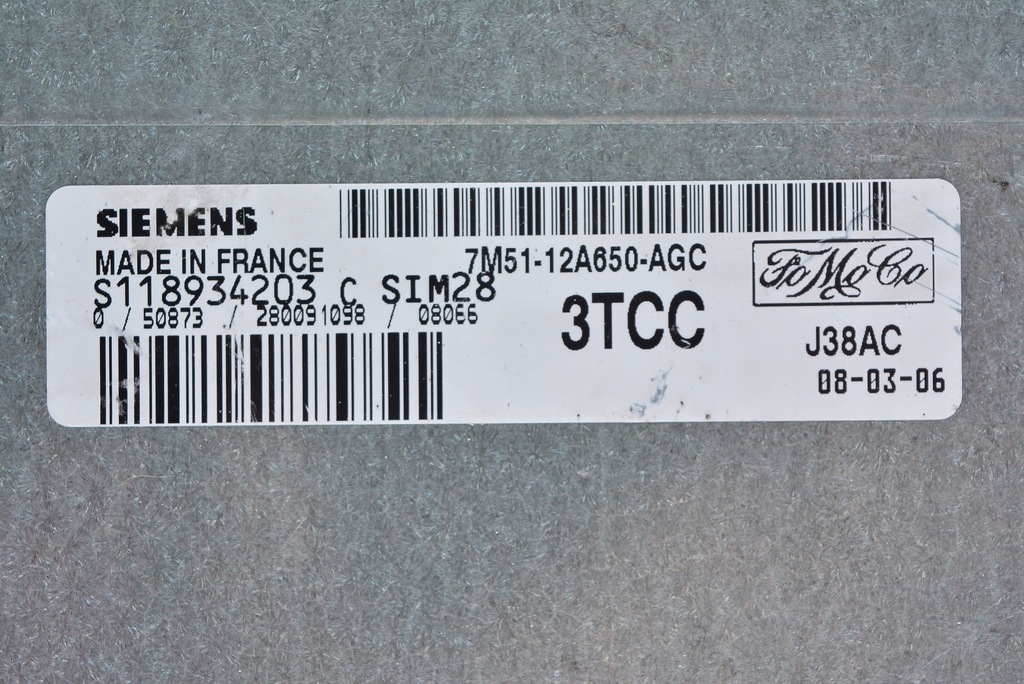 SIEMENS
MADE IN FRANCE
S118934203 C SIM28
0 / 50873 / 280091098 / 08066
7M51-12A650-AGC
3TCC
FoMoCo
J38AC
08-03-06